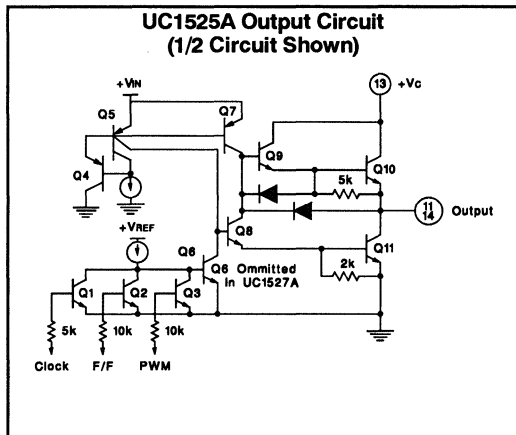 UC1525A Output Circuit
(1/2 Circuit Shown)
+VIN
13 +Vc
Q5
Q7
Q9
Q10
Q4
5k
11
14
Output
+VREF
Q8
Q6
Q11
Q6 Ommitted
In UC1527A
2k
Q1
Q2
Q3
5k
10k
10k
Clock
F/F
PWM